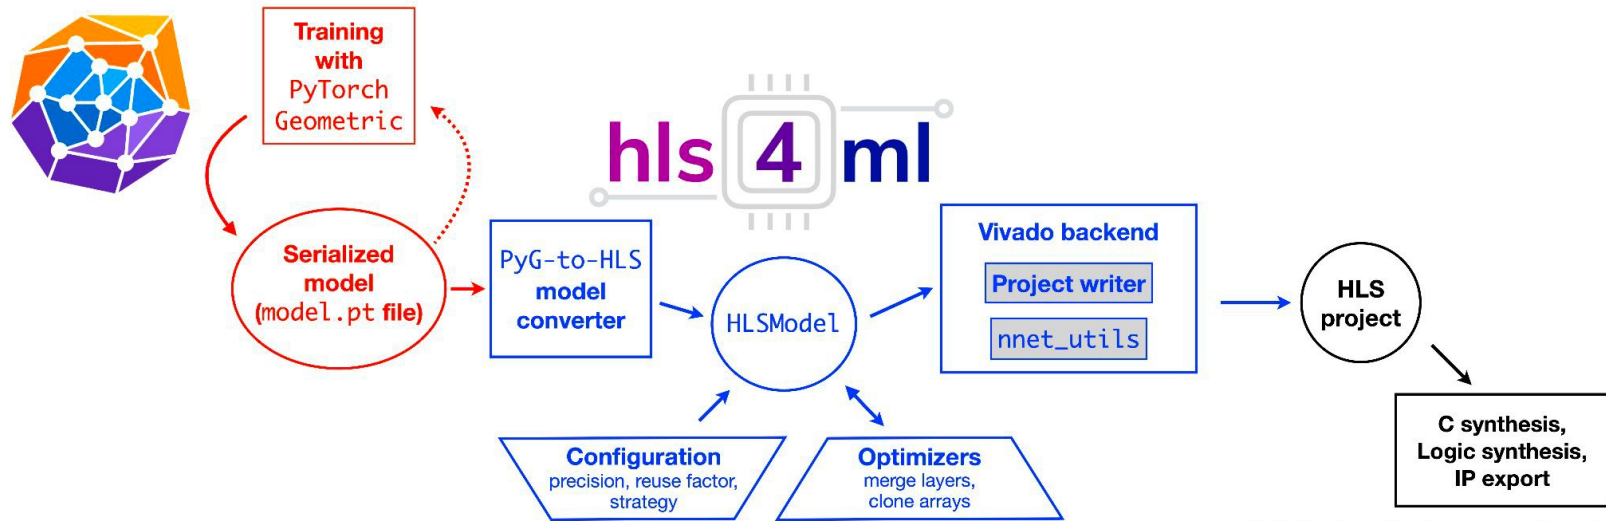 Training
with
PyTorch
Geometric
hls 4 ml
Serialized
model
(model.pt file)
PyG-to-HLS
model
converter
HLSModel
Vivado backend
Project writer
nnet_utils
HLS
project
Configuration
precision, reuse factor,
strategy
Optimizers
merge layers,
clone arrays
C synthesis,
Logic synthesis,
IP export